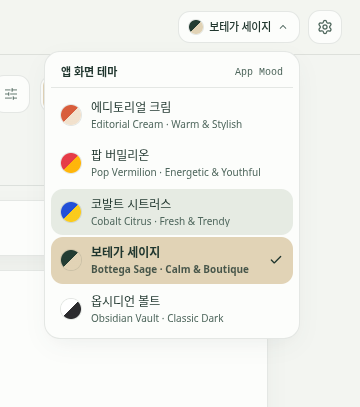 보테가 세이지
앱 화면 테마 App Mood
에디토리얼 크림
Editorial Cream · Warm & Stylish
팝 버밀리온
Pop Vermilion · Energetic & Youthful
코발트 시트러스
Cobalt Citrus · Fresh & Trendy
보테가 세이지
Bottega Sage · Calm & Boutique
옵시디언 볼트
Obsidian Vault · Classic Dark